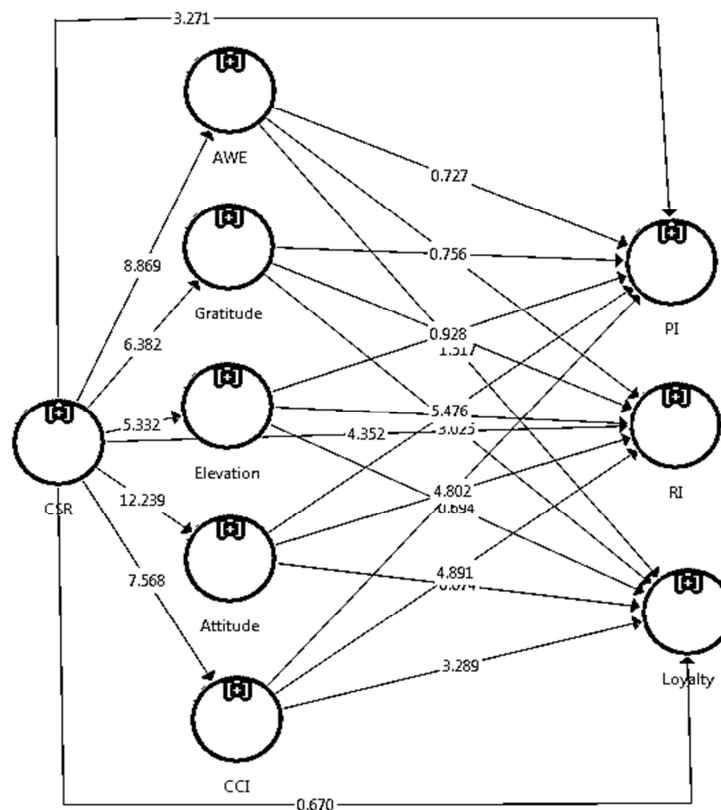 3.271
AWE
0.727
8.869
0.756
Gratitude
PI
6.382
0.928
5.476
5.332
4.352
Elevation
CSR
12.239
4.802
RI
0.694
7.568
4.891
Attitude
3.289
Loyalty
CCI
0.670